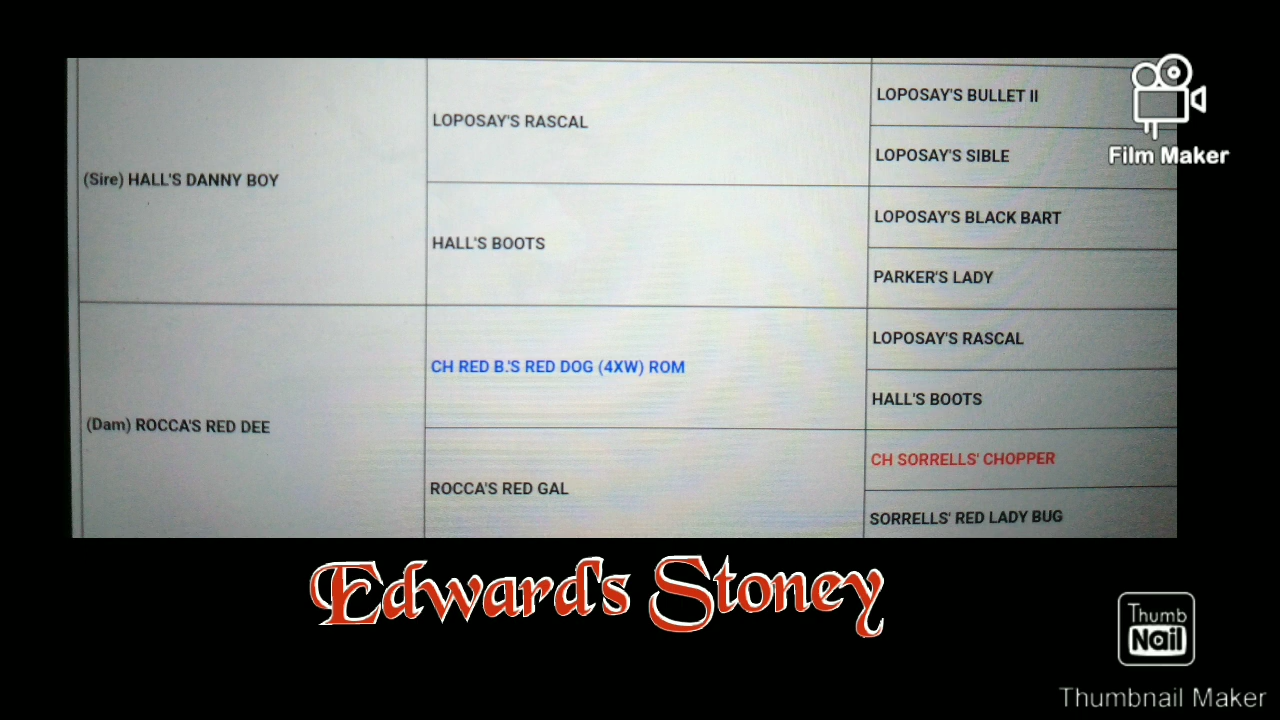 (Sire) HALL'S DANNY BOY
LOPOSAY'S RASCAL
LOPOSAY'S BULLET II
LOPOSAY'S SIBLE
HALL'S BOOTS
LOPOSAY'S BLACK BART
PARKER'S LADY
(Dam) ROCCA'S RED DEE
CH RED B.'S RED DOG (4XW) ROM
LOPOSAY'S RASCAL
HALL'S BOOTS
ROCCA'S RED GAL
CH SORRELLS' CHOPPER
SORRELLS' RED LADY BUG
Film Maker
Edward's Stoney
Thumb
Nail
Thumbnail Maker